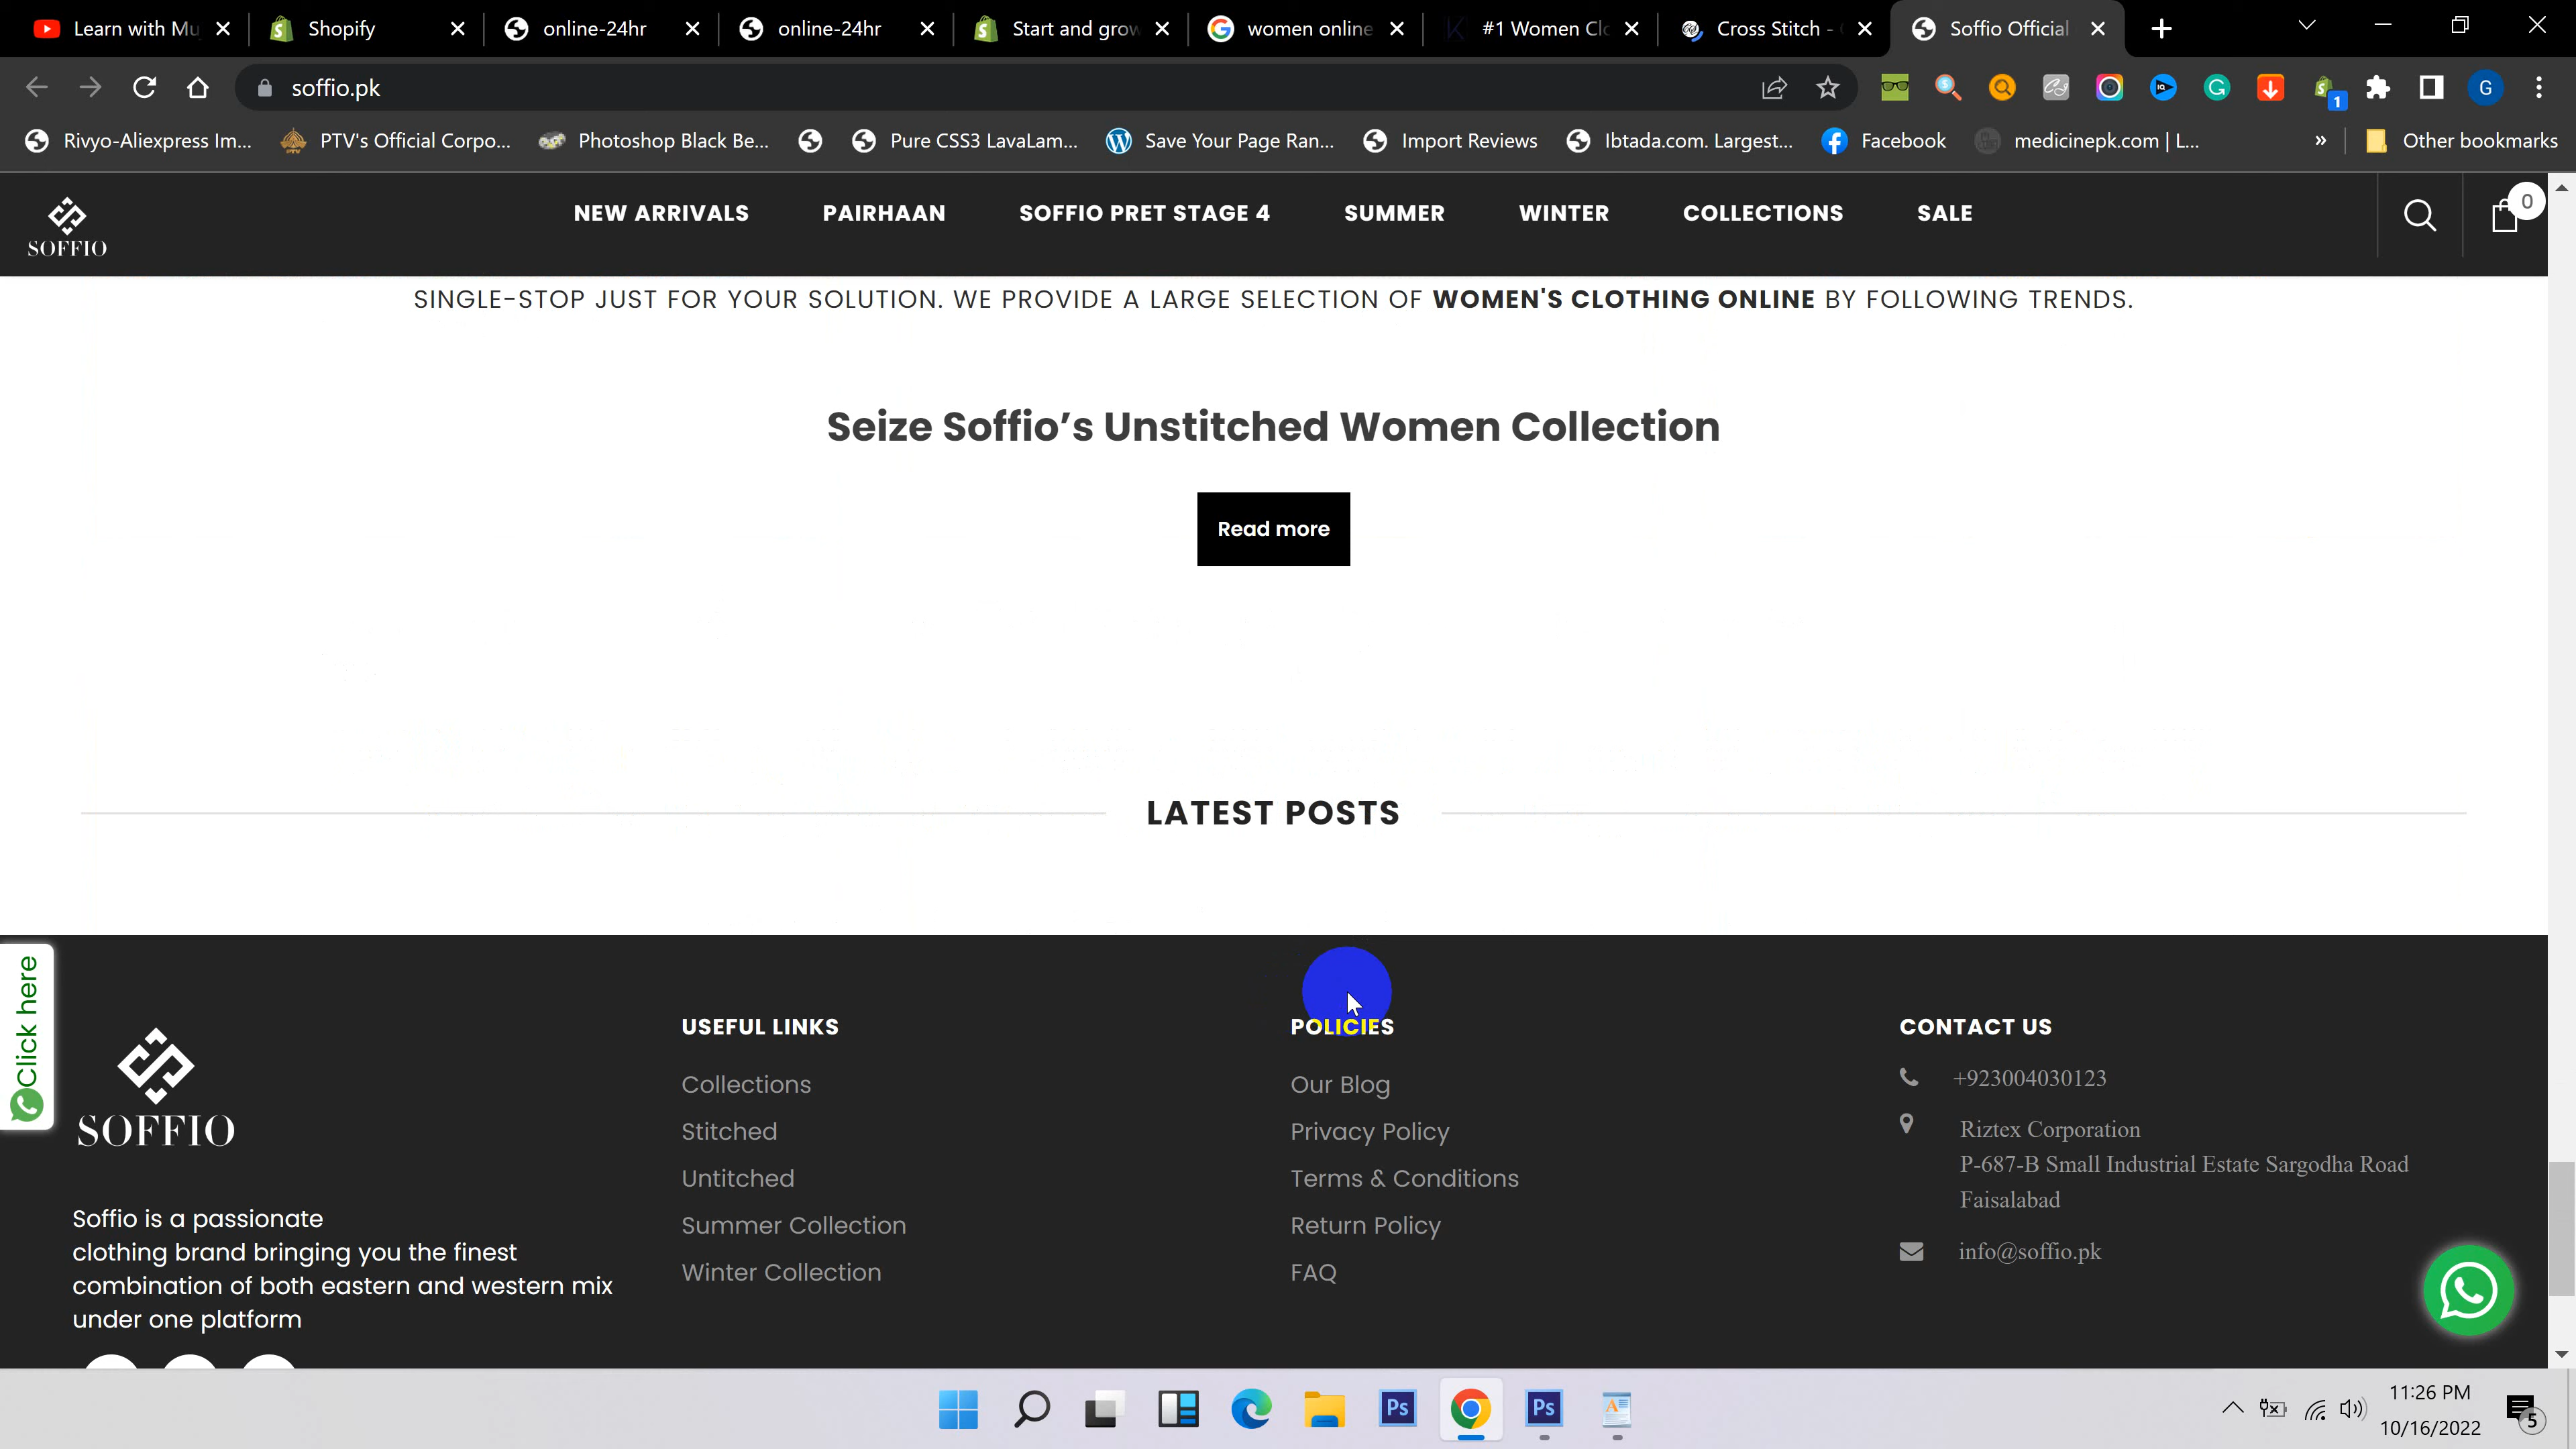 Learn with Mu
Shopify
online-24hr
online-24hr
Start and grow
women online
#1 Women Clo
Cross Stitch -
Soffio Official
soffio.pk
Rivyo-Aliexpress Im...
PTV's Official Corpo...
Photoshop Black Be...
Pure CSS3 LavaLam...
Save Your Page Ran...
Import Reviews
Ibtada.com. Largest...
Facebook
medicinepk.com | L...
»
Other bookmarks
SOFFIO
NEW ARRIVALS
PAIRHAAN
SOFFIO PRET STAGE 4
SUMMER
WINTER
COLLECTIONS
SALE
0
SINGLE-STOP JUST FOR YOUR SOLUTION. WE PROVIDE A LARGE SELECTION OF WOMEN'S CLOTHING ONLINE BY FOLLOWING TRENDS.
Seize Soffio’s Unstitched Women Collection
Read more
LATEST POSTS
Click here
SOFFIO
Soffio is a passionate
clothing brand bringing you the finest
combination of both eastern and western mix
under one platform
USEFUL LINKS
Collections
Stitched
Untitched
Summer Collection
Winter Collection
POLICIES
Our Blog
Privacy Policy
Terms & Conditions
Return Policy
FAQ
CONTACT US
+923004030123
Riztex Corporation
P-687-B Small Industrial Estate Sargodha Road
Faisalabad
info@soffio.pk
Ps
Ps
11:26 PM
10/16/2022
5